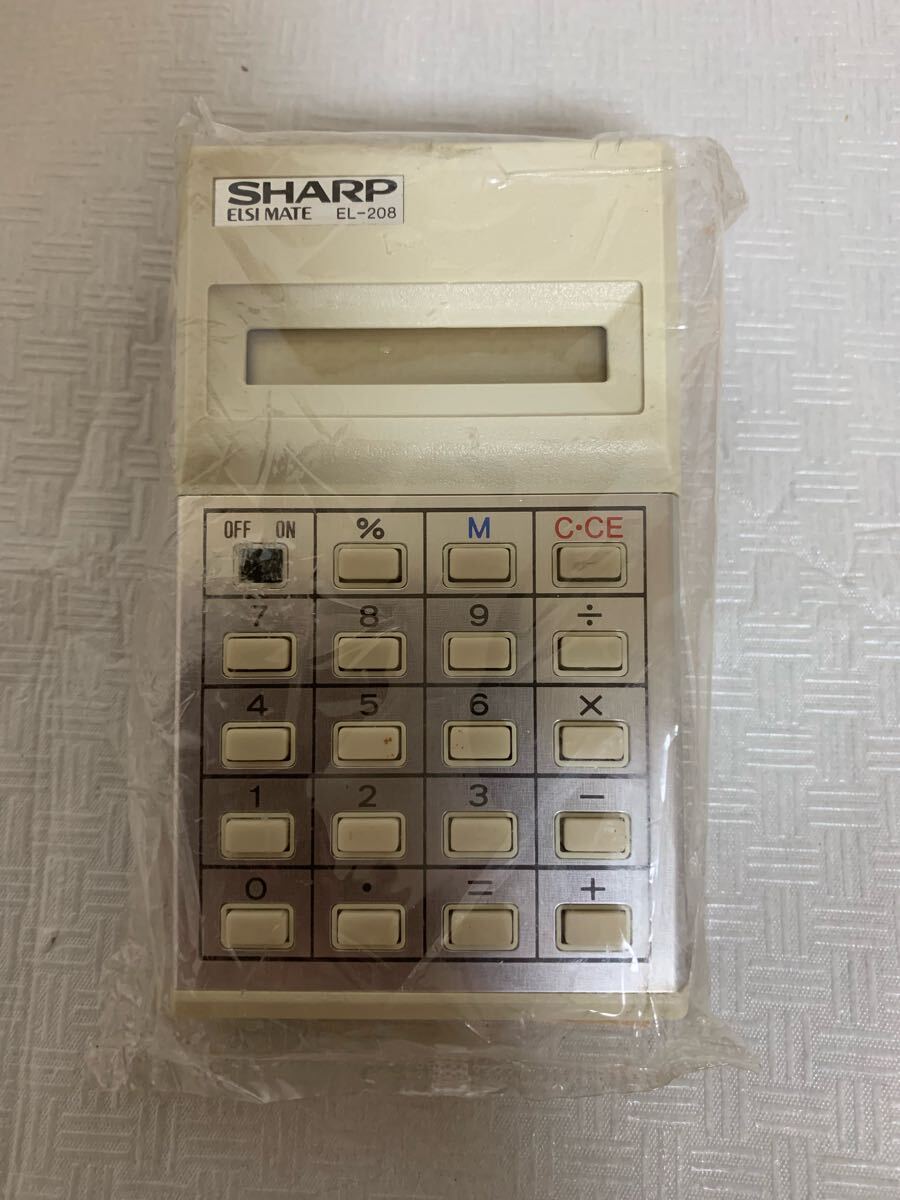 SHARP
ELSI MATE EL-208
OFF ON % M C·CE
7 8 9 ÷
4 5 6 ×
1 2 3 −
0 · = +